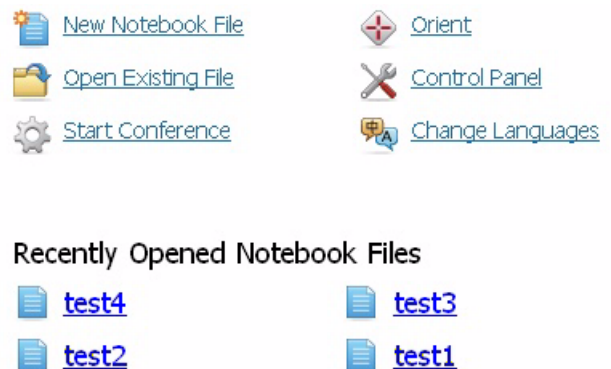 New Notebook File
Orient
Open Existing File
Control Panel
Start Conference
中 A
Change Languages
Recently Opened Notebook Files
test4
test3
test2
test1